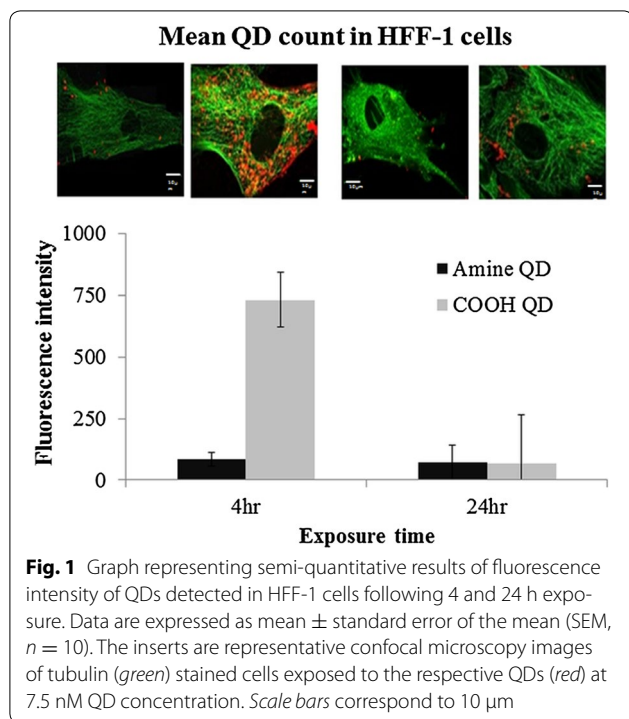 Mean QD count in HFF-1 cells
10µm
Fluorescence intensity
1000
750
500
250
0
Amine QD
COOH QD
4hr
24hr
Exposure time
Fig. 1 Graph representing semi-quantitative results of fluorescence
intensity of QDs detected in HFF-1 cells following 4 and 24 h expo-
sure. Data are expressed as mean ± standard error of the mean (SEM,
n = 10). The inserts are representative confocal microscopy images
of tubulin (green) stained cells exposed to the respective QDs (red) at
7.5 nM QD concentration. Scale bars correspond to 10 µm